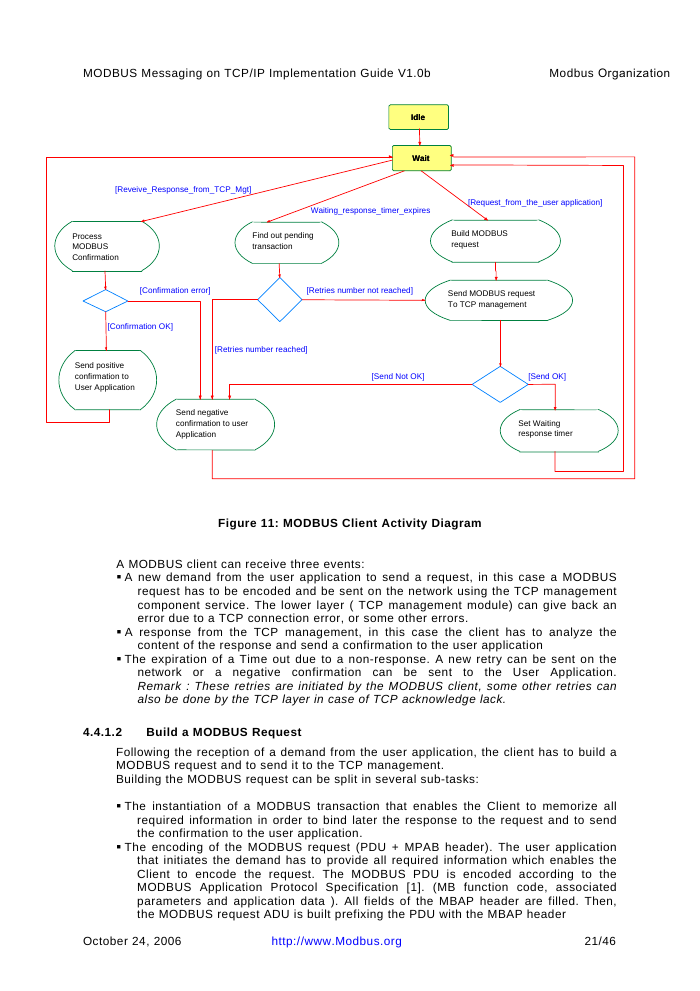 MODBUS Messaging on TCP/IP Implementation Guide V1.0b Modbus Organization
Idle
Wait
[Reveive_Response_from_TCP_Mgt]
Waiting_response_timer_expires
[Request_from_the_user application]
Process
MODBUS
Confirmation
Find out pending
transaction
Build MODBUS
request
[Confirmation error]
[Retries number not reached]
Send MODBUS request
To TCP management
[Confirmation OK]
[Retries number reached]
Send positive
confirmation to
User Application
[Send Not OK]
[Send OK]
Send negative
confirmation to user
Application
Set Waiting
response timer
Figure 11: MODBUS Client Activity Diagram
A MODBUS client can receive three events:
▪ A new demand from the user application to send a request, in this case a MODBUS
request has to be encoded and be sent on the network using the TCP management
component service. The lower layer ( TCP management module) can give back an
error due to a TCP connection error, or some other errors.
▪ A response from the TCP management, in this case the client has to analyze the
content of the response and send a confirmation to the user application
▪ The expiration of a Time out due to a non-response. A new retry can be sent on the
network or a negative confirmation can be sent to the User Application.
Remark : These retries are initiated by the MODBUS client, some other retries can
also be done by the TCP layer in case of TCP acknowledge lack.
4.4.1.2 Build a MODBUS Request
Following the reception of a demand from the user application, the client has to build a
MODBUS request and to send it to the TCP management.
Building the MODBUS request can be split in several sub-tasks:
▪ The instantiation of a MODBUS transaction that enables the Client to memorize all
required information in order to bind later the response to the request and to send
the confirmation to the user application.
▪ The encoding of the MODBUS request (PDU + MPAB header). The user application
that initiates the demand has to provide all required information which enables the
Client to encode the request. The MODBUS PDU is encoded according to the
MODBUS Application Protocol Specification [1]. (MB function code, associated
parameters and application data ). All fields of the MBAP header are filled. Then,
the MODBUS request ADU is built prefixing the PDU with the MBAP header
October 24, 2006 http://www.Modbus.org 21/46